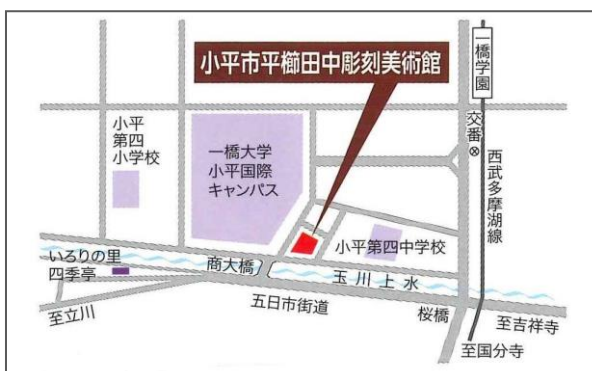 小平市平櫛田中彫刻美術館
一橋学園
交番
西武多摩湖線
小平
第四
小学校
一橋大学
小平国際
キャンパス
小平第四中学校
いろりの里
四季亭
商大橋
玉川上水
五日市街道
桜橋
至立川
至吉祥寺
至国分寺